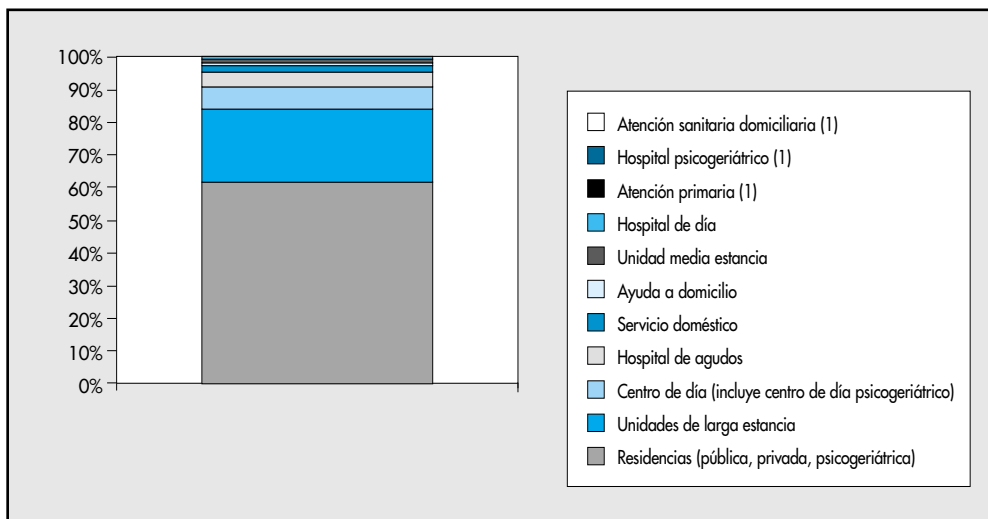 100%
90%
80%
70%
60%
50%
40%
30%
20%
10%
0%
Atención sanitaria domiciliaria (1)
Hospital psicogeriátrico (1)
Atención primaria (1)
Hospital de día
Unidad media estancia
Ayuda a domicilio
Servicio doméstico
Hospital de agudos
Centro de día (incluye centro de día psicogeriátrico)
Unidades de larga estancia
Residencias (pública, privada, psicogeriátrica)